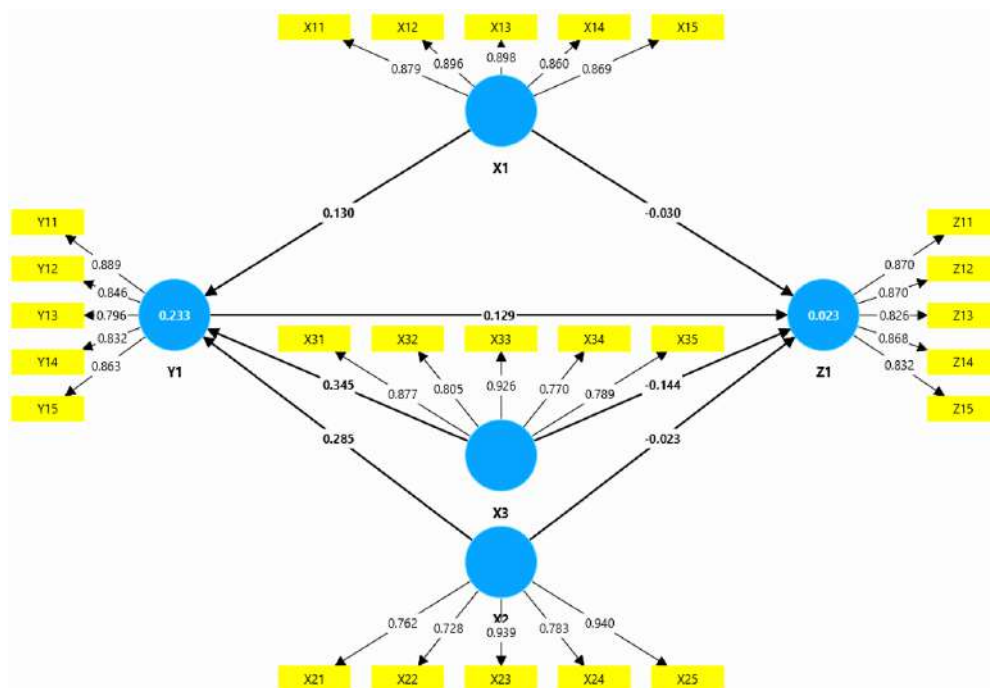 X11 X12 X13 X14 X15
0.879 0.896 0.898 0.860 0.869
X1
0.130 -0.030
Y11
Y12
Y13
Y14
Y15
0.889
0.846
0.796
0.832
0.863
0.233
Y1
0.129
Z11
Z12
Z13
Z14
Z15
0.870
0.870
0.826
0.868
0.832
0.023
Z1
X31 X32 X33 X34 X35
0.877 0.805 0.926 0.770 0.789
0.345 -0.144
0.285 -0.023
X3
X2
0.762 0.728 0.939 0.783 0.940
X21 X22 X23 X24 X25